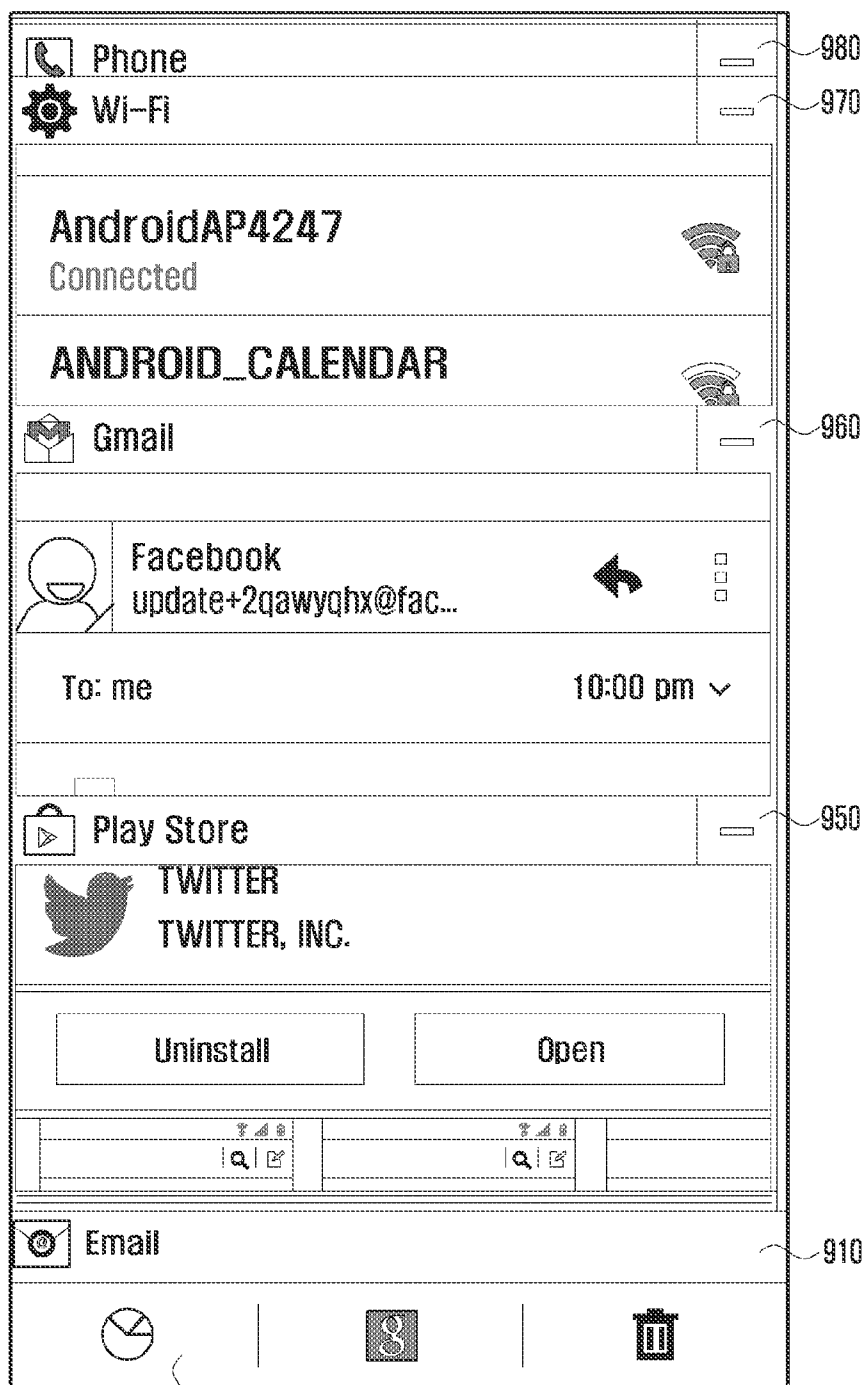 Phone
980
Wi-Fi
970
AndroidAP4247
Connected
ANDROID_CALENDAR
Gmail
960
Facebook
update+2qawyqhx@fac...
To: me
10:00 pm
Play Store
950
TWITTER
TWITTER, INC.
Uninstall
Open
@ Email
910
g